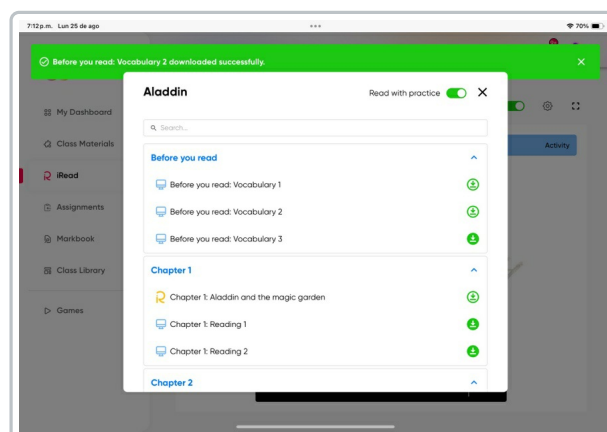 7:12 p.m. Lun 25 de ago
70%
Before you read: Vocabulary 2 downloaded successfully.
Aladdin
Read with practice
Search...
My Dashboard
Class Materials
Activity
iRead
Assignments
Markbook
Class Library
Games
Before you read
Before you read: Vocabulary 1
Before you read: Vocabulary 2
Before you read: Vocabulary 3
Chapter 1
Chapter 1: Aladdin and the magic garden
Chapter 1: Reading 1
Chapter 1: Reading 2
Chapter 2